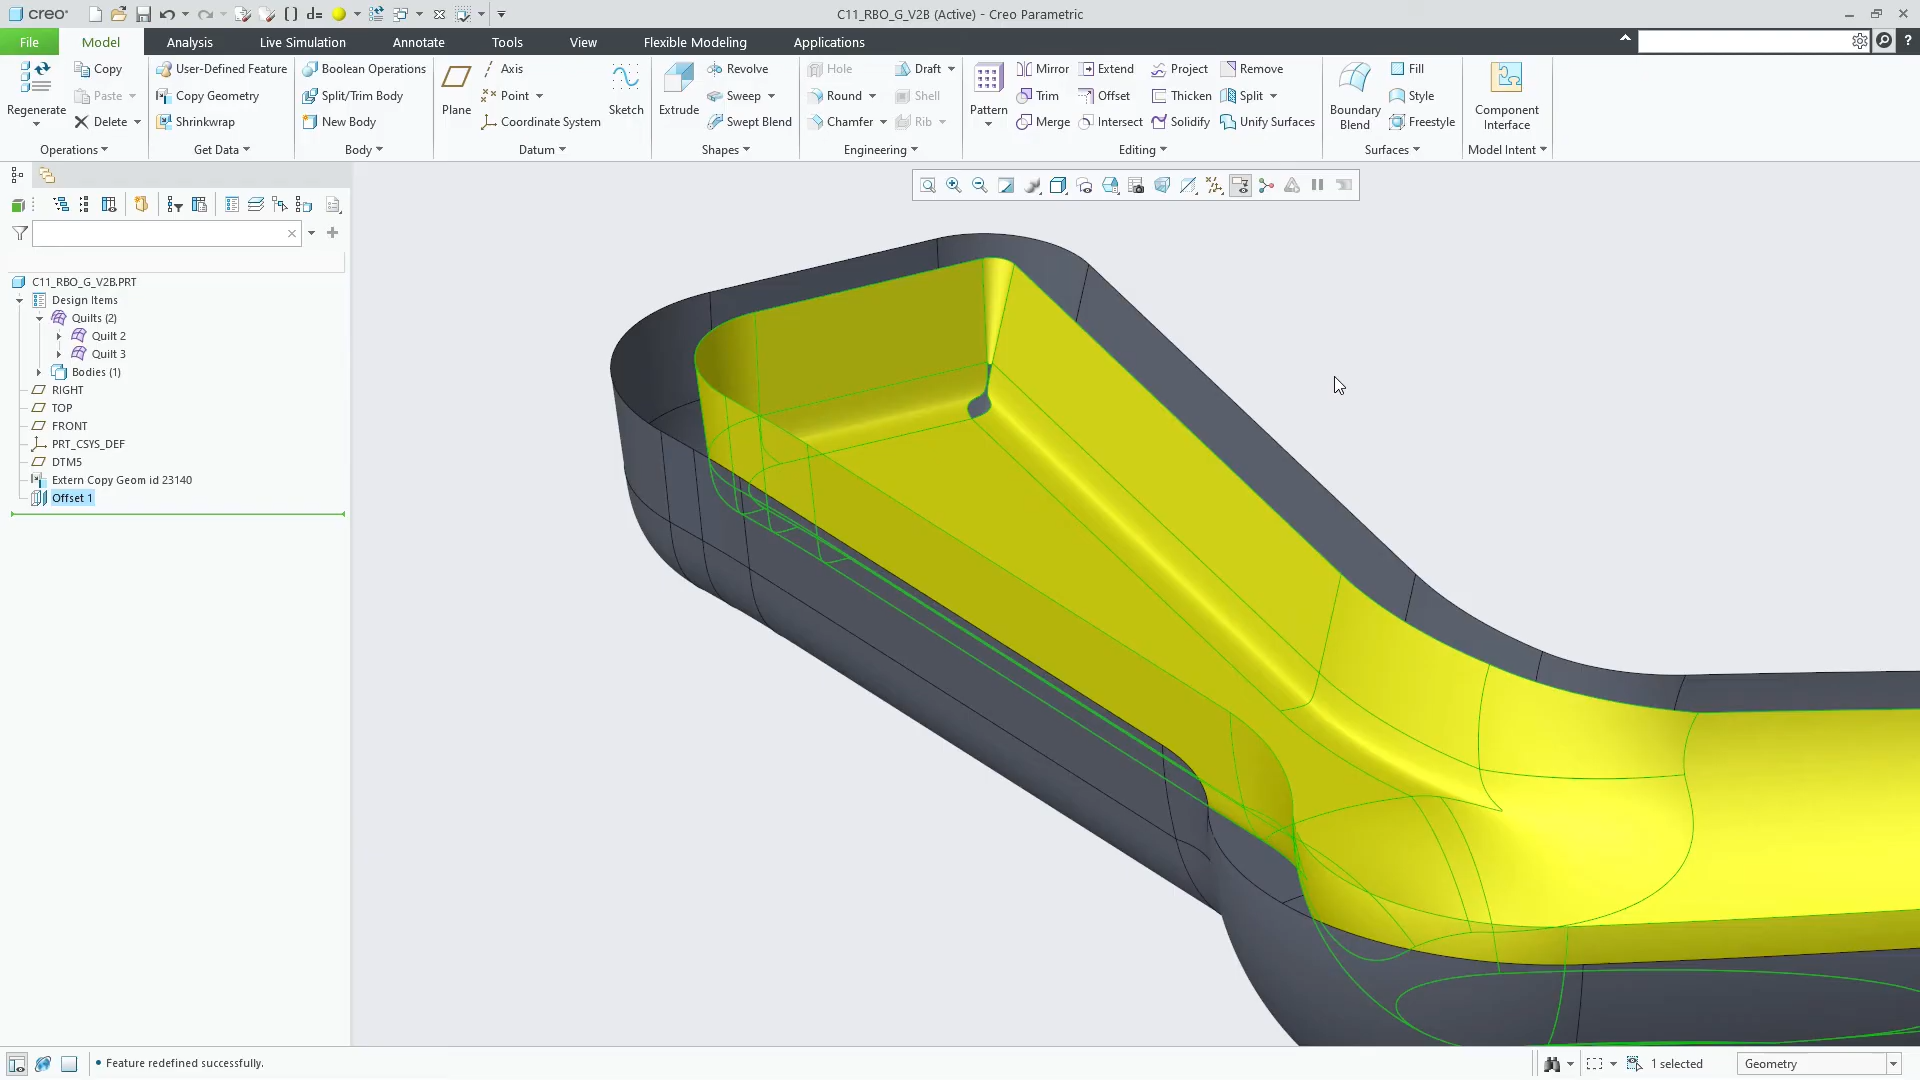 creo
d=
C11_RBO_G_V2B (Active) - Creo Parametric
File
Model
Analysis
Live Simulation
Annotate
Tools
View
Flexible Modeling
Applications
?
Regenerate
Copy
Paste
Delete
Operations
User-Defined Feature
Copy Geometry
Shrinkwrap
Get Data
Boolean Operations
Split/Trim Body
New Body
Body
Plane
Axis
Point
Coordinate System
Sketch
Datum
Extrude
Revolve
Sweep
Swept Blend
Shapes
Hole
Round
Chamfer
Draft
Shell
Rib
Engineering
Pattern
Mirror
Trim
Merge
Extend
Offset
Intersect
Project
Thicken
Solidify
Remove
Split
Unify Surfaces
Editing
Boundary
Blend
Fill
Style
Freestyle
Surfaces
Component
Interface
Model Intent
C11_RBO_G_V2B.PRT
Design Items
Quilts (2)
Quilt 2
Quilt 3
Bodies (1)
RIGHT
TOP
FRONT
PRT_CSYS_DEF
DTM5
Extern Copy Geom id 23140
Offset 1
• Feature redefined successfully.
1 selected
Geometry